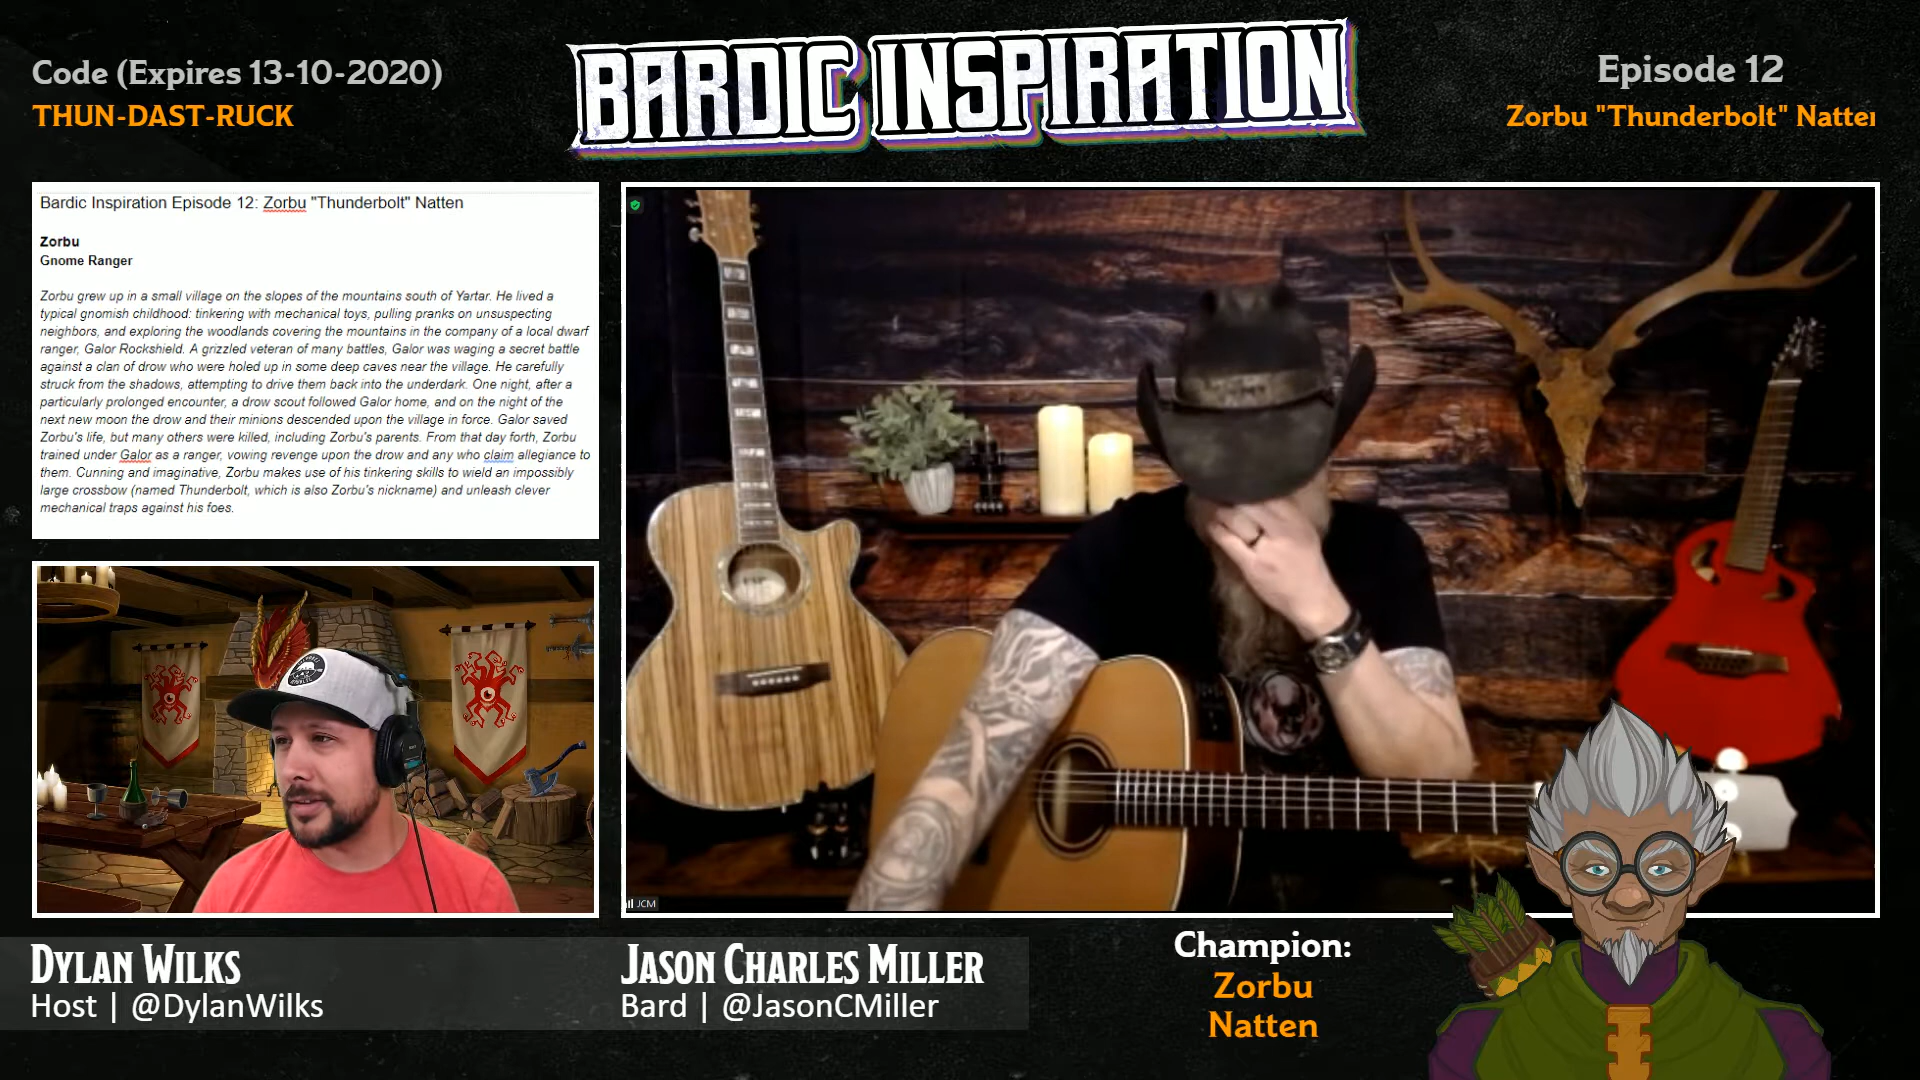 Code (Expires 13-10-2020)
THUN-DAST-RUCK
BARDIC INSPIRATION
Episode 12
Zorbu "Thunderbolt" Natten
Bardic Inspiration Episode 12: Zorbu "Thunderbolt" Natten
Zorbu
Gnome Ranger
Zorbu grew up in a small village on the slopes of the mountains south of Yartar. He lived a
typical gnomish childhood: tinkering with mechanical toys, pulling pranks on unsuspecting
neighbors, and exploring the woodlands covering the mountains in the company of a local dwarf
ranger, Galor Rockshield. A grizzled veteran of many battles, Galor was waging a secret battle
against a clan of drow who were holed up in some deep caves near the village. He carefully
struck from the shadows, attempting to drive them back into the underdark. One night, after a
particularly prolonged encounter, a drow scout followed Galor home, and on the night of the
next new moon the drow and their minions descended upon the village in force. Galor saved
Zorbu's life, but many others were killed, including Zorbu's parents. From that day forth, Zorbu
trained under Galor as a ranger, vowing revenge upon the drow and any who claim allegiance to
them. Cunning and imaginative, Zorbu makes use of his tinkering skills to wield an impossibly
large crossbow (named Thunderbolt, which is also Zorbu's nickname) and unleash clever
mechanical traps against his foes.
JCM
DYLAN WILKS
Host | @DylanWilks
JASON CHARLES MILLER
Bard | @JasonCMiller
Champion:
Zorbu
Natten